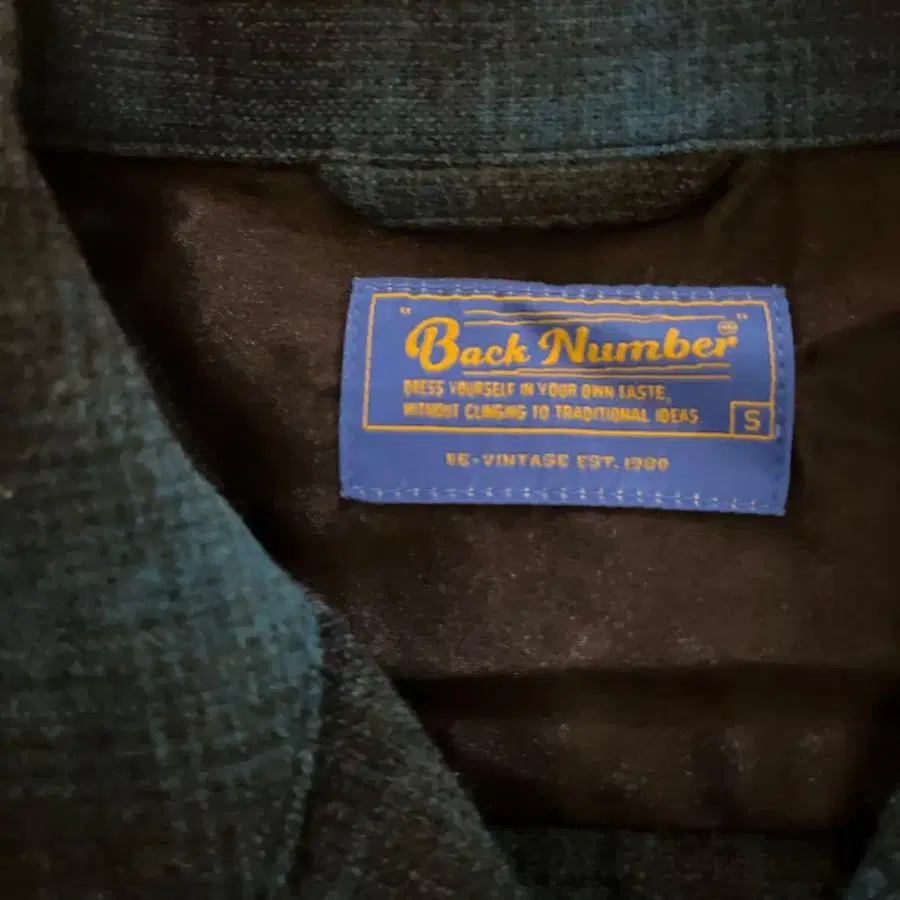 "Back Number"
DRESS YOURSELF IN YOUR OWN TASTE,
WITHOUT CLINGING TO TRADITIONAL IDEAS.
S
RE-VINTAGE EST. 1980